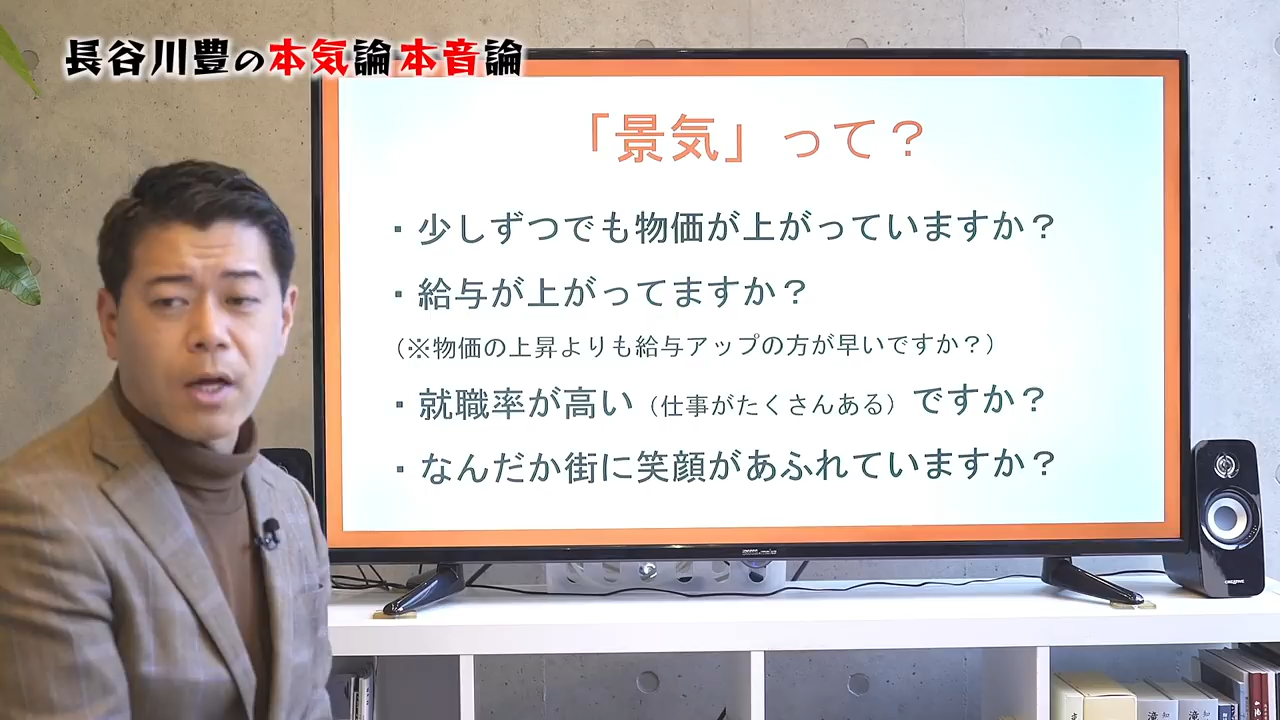 長谷川豊の本気論本音論
「景気」って？
・少しずつでも物価が上がっていますか？
・給与が上がってますか？
（※物価の上昇よりも給与アップの方が早いですか？）
・就職率が高い（仕事がたくさんある）ですか？
・なんだか街に笑顔があふれていますか？
CREATIVE